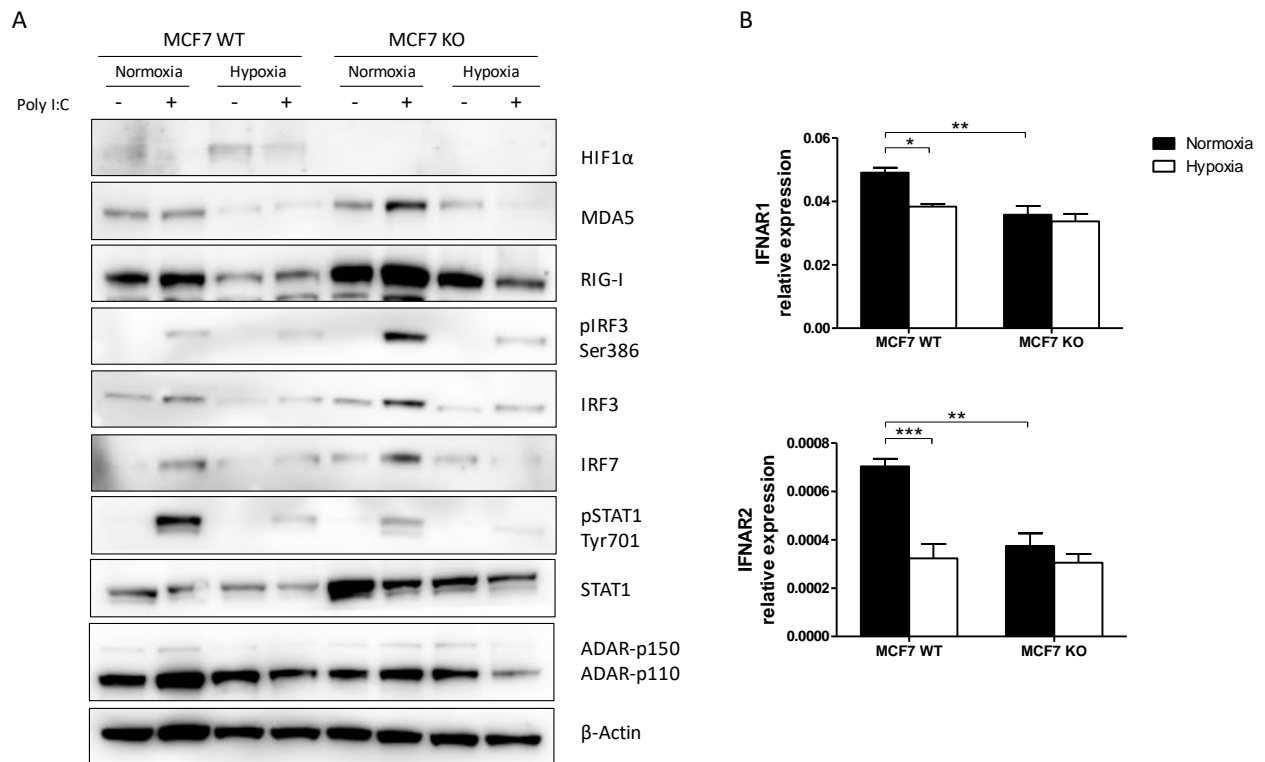 A
MCF7 WT MCF7 KO
Normoxia Hypoxia Normoxia Hypoxia
Poly I:C - + - + - + - +
HIF1α
MDA5
RIG-I
pIRF3
Ser386
IRF3
IRF7
pSTAT1
Tyr701
STAT1
ADAR-p150
ADAR-p110
β-Actin
B
Normoxia
Hypoxia
IFNAR1
relative expression
0.06
0.04
0.02
0.00
**
*
MCF7 WT MCF7 KO
IFNAR2
relative expression
0.0008
0.0006
0.0004
0.0002
0.0000
**
***
MCF7 WT MCF7 KO